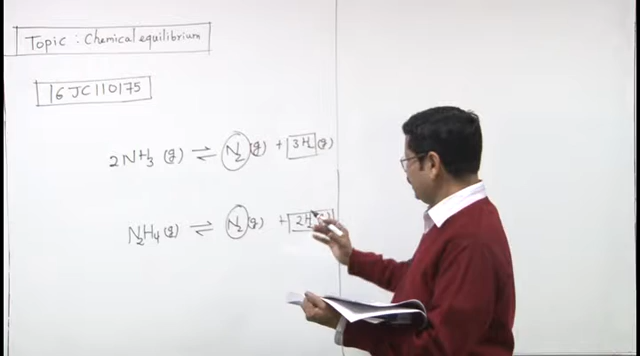 Topic : Chemical equilibrium
16JC110175
2NH₃ (g) ⇌ N₂ (g) + 3H₂ (g)
N₂H₄ (g) ⇌ N₂ (g) + 2H₂ (g)